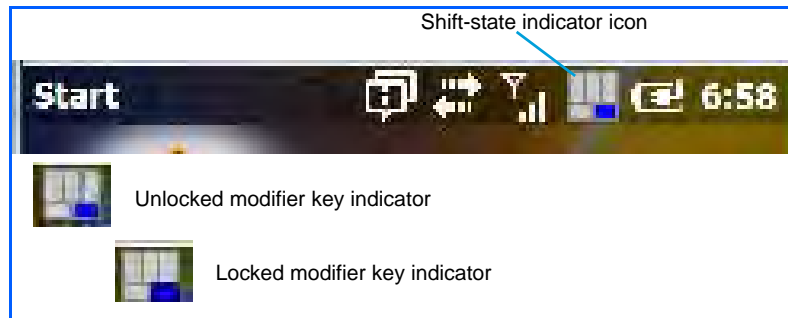 Shift-state indicator icon
Start 6:58
Unlocked modifier key indicator
Locked modifier key indicator